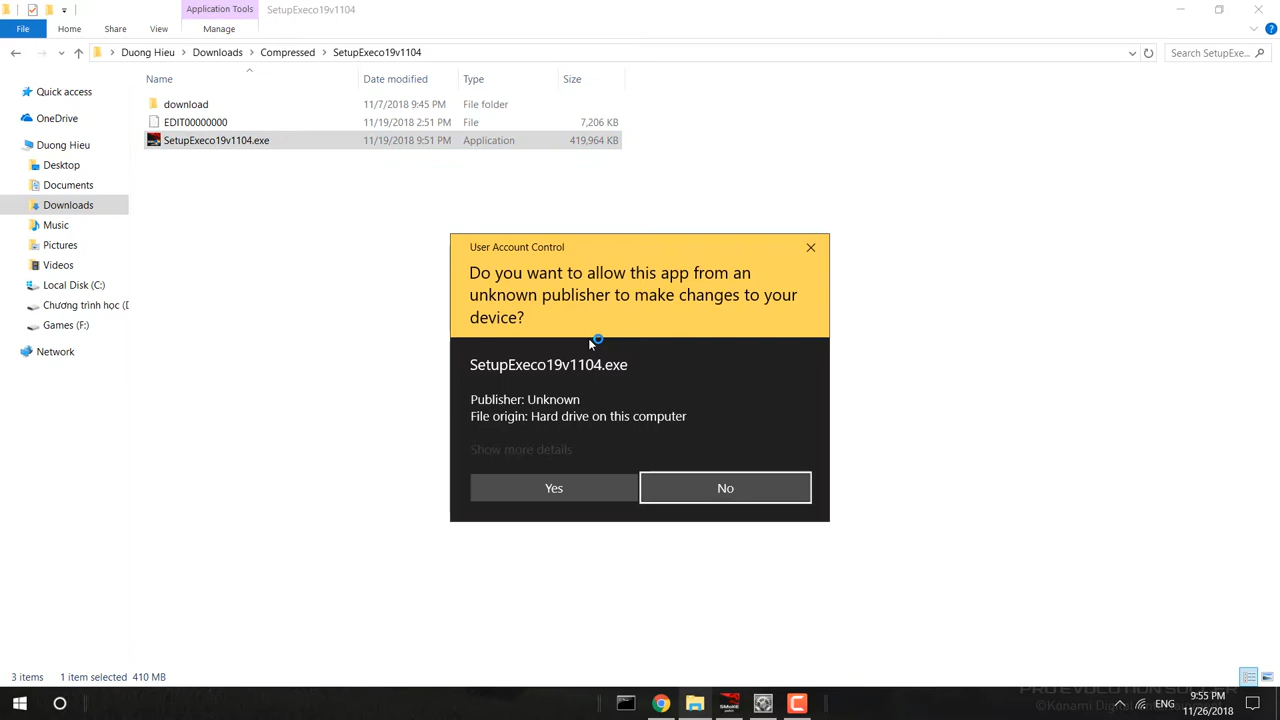 Application Tools
SetupExeco19v1104
File
Home
Share
View
Manage
Duong Hieu
Downloads
Compressed
SetupExeco19v1104
Search SetupExe...
Name
Date modified
Type
Size
Quick access
OneDrive
Duong Hieu
Desktop
Documents
Downloads
Music
Pictures
Videos
Local Disk (C:)
Chương trình học (D
Games (F:)
Network
download 11/7/2018 9:45 PM File folder
EDIT00000000 11/19/2018 2:51 PM File 7,206 KB
SetupExeco19v1104.exe 11/19/2018 9:51 PM Application 419,964 KB
User Account Control
Do you want to allow this app from an
unknown publisher to make changes to your
device?
SetupExeco19v1104.exe
Publisher: Unknown
File origin: Hard drive on this computer
Show more details
Yes
No
3 items
1 item selected 410 MB
PRO EVOLUTION SOCCER
ENG
9:55 PM
11/26/2018